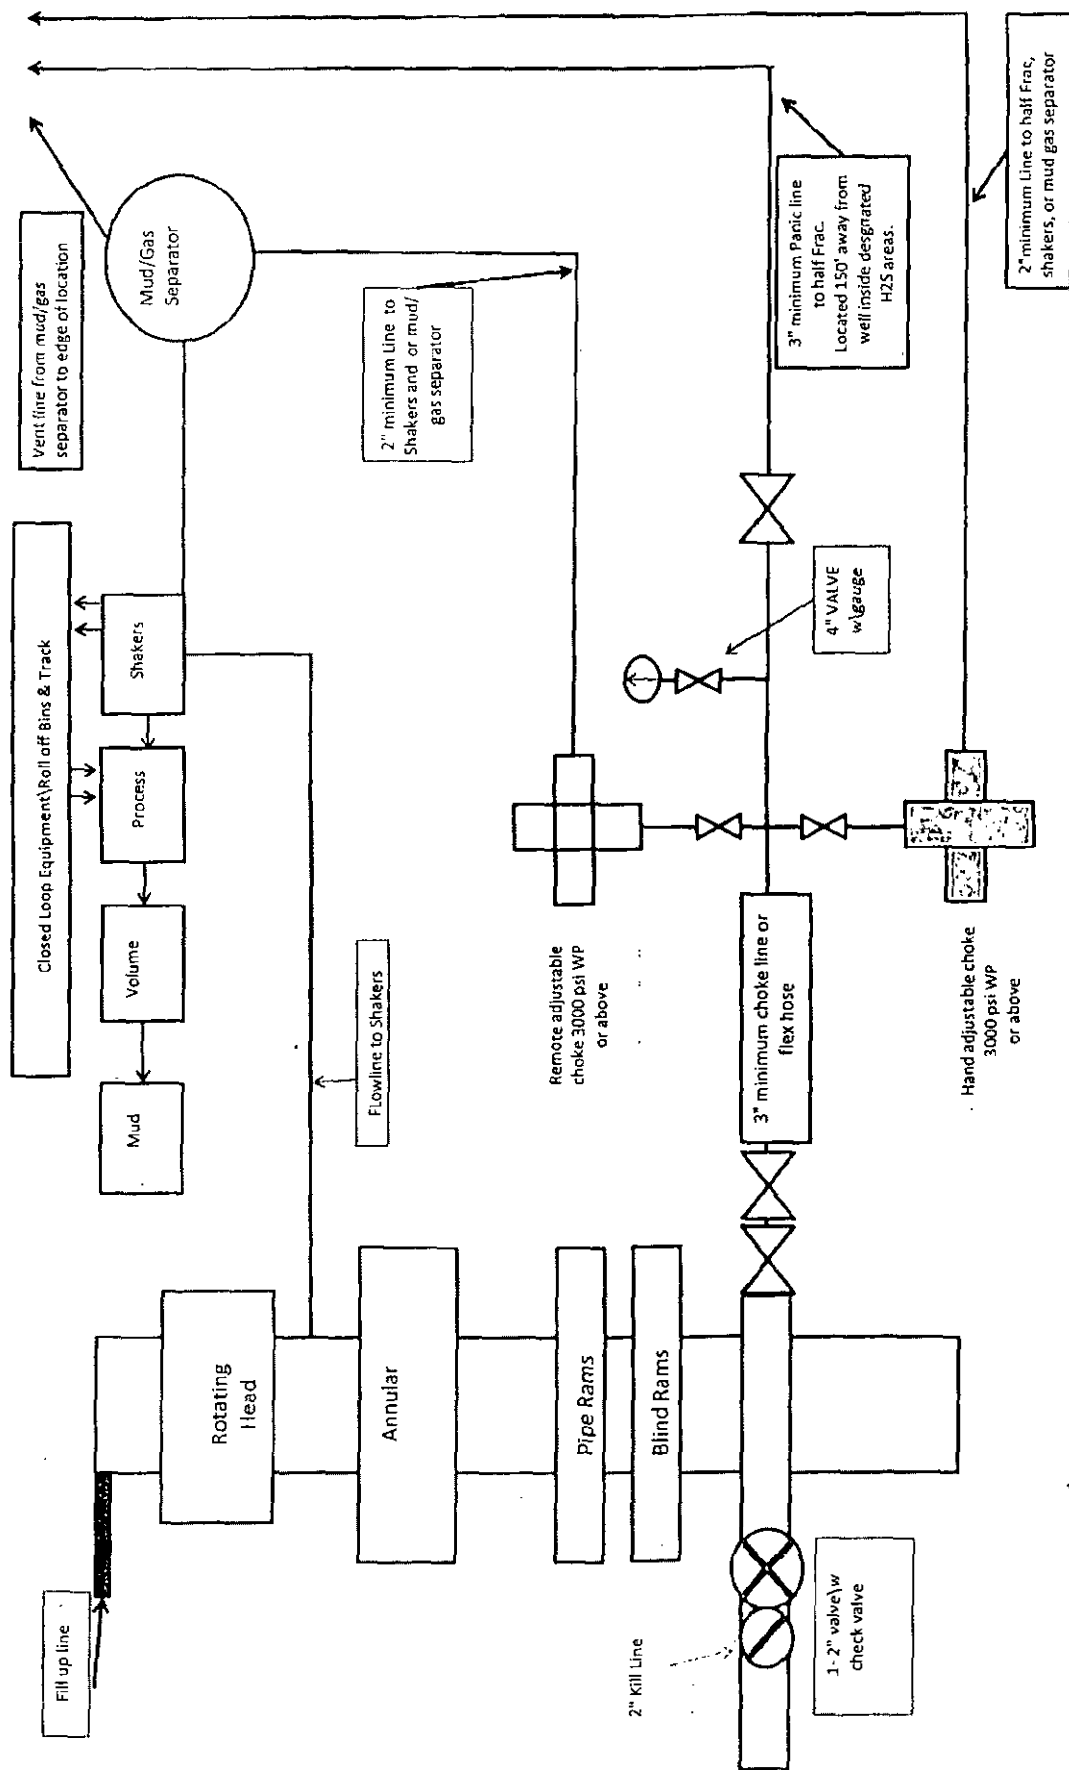 Fill up line
Rotating
Head
Annular
Pipe Rams
Blind Rams
2" Kill Line
1- 2" valve\w
check valve
Closed Loop Equipment\Roll off Bins & Track
Mud
Volume
Process
Shakers
FLowline to Shakers
Vent line from mud/gas
separator to edge of location
Mud/Gas
Separator
2" minimum Line to
Shakers and or mud/
gas separator
Remote adjustable
choke 3000 psi WP
or above
3" minimum choke line or
flex hose
4" VALVE
w\gauge
3" minimum Panic line
to half Frac.
Located 150' away from
well inside desgnated
H2S areas.
Hand adjustable choke
3000 psi WP
or above
2" minimum Line to half Frac,
shakers, or mud gas separator